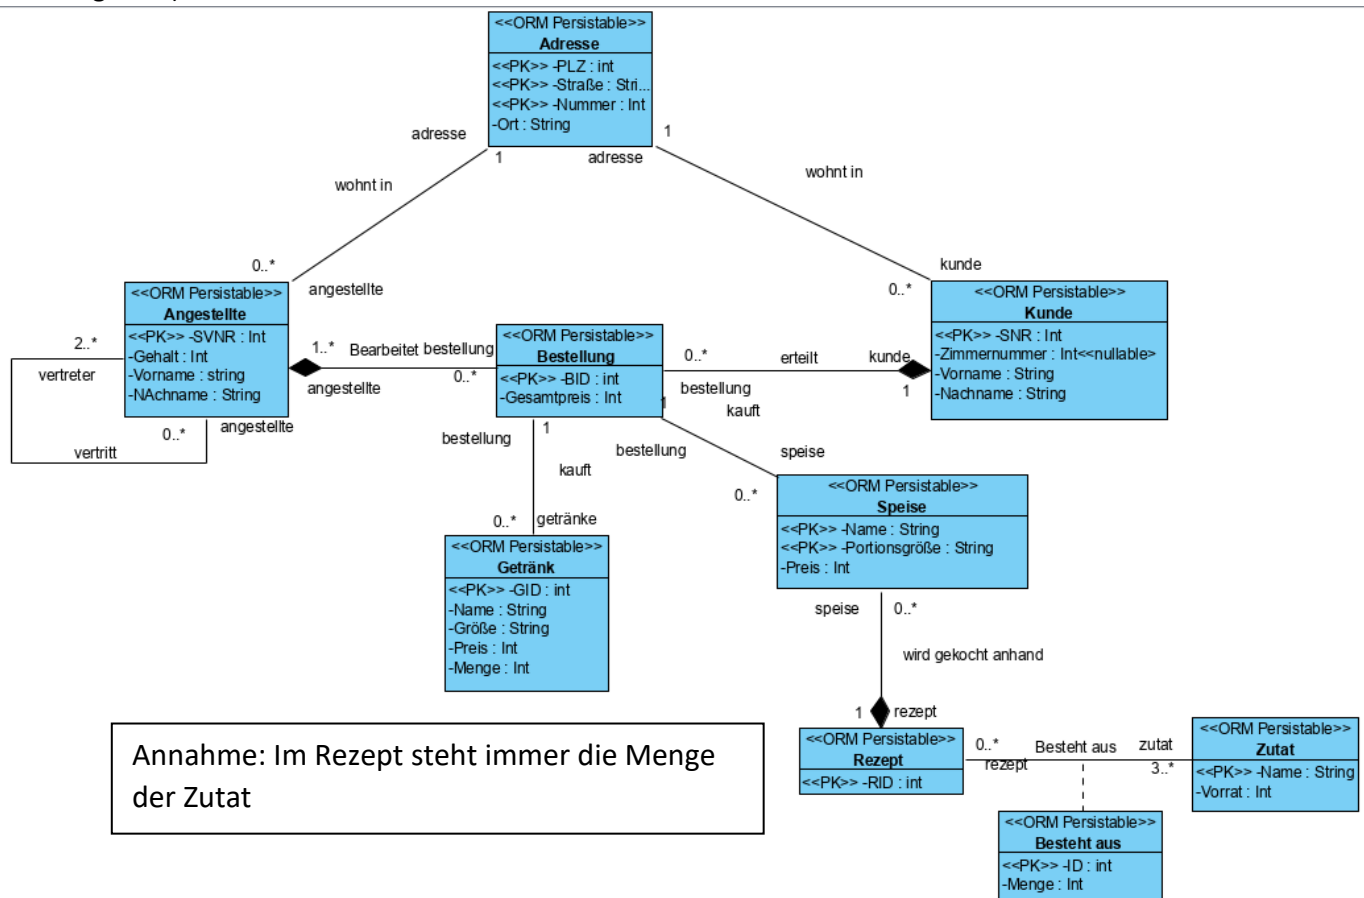 <<ORM Persistable>>
Adresse
<<PK>> -PLZ : int
<<PK>> -Straße : Stri...
<<PK>> -Nummer : Int
-Ort : String
adresse
1
adresse
1
wohnt in
wohnt in
0..*
angestellte
kunde
0..*
<<ORM Persistable>>
Angestellte
<<PK>> -SVNR : Int
-Gehalt : Int
-Vorname : string
-NAchname : String
2..*
vertreter
0..*
vertritt
angestellte
1..*
Bearbeitet
bestellung
angestellte
0..*
<<ORM Persistable>>
Bestellung
<<PK>> -BID : int
-Gesamtpreis : Int
0..*
erteilt
kunde
bestellung
1
<<ORM Persistable>>
Kunde
<<PK>> -SNR : Int
-Zimmernummer : Int<<nullable>>
-Vorname : String
-Nachname : String
1
kauft
bestellung
speise
0..*
bestellung
1
kauft
0..*
getränke
<<ORM Persistable>>
Getränk
<<PK>> -GID : int
-Name : String
-Größe : String
-Preis : Int
-Menge : Int
<<ORM Persistable>>
Speise
<<PK>> -Name : String
<<PK>> -Portionsgröße : String
-Preis : Int
speise
0..*
wird gekocht anhand
1
rezept
<<ORM Persistable>>
Rezept
<<PK>> -RID : int
0..*
rezept
Besteht aus
zutat
3..*
<<ORM Persistable>>
Zutat
<<PK>> -Name : String
-Vorrat : Int
<<ORM Persistable>>
Besteht aus
<<PK>> -ID : int
-Menge : Int
Annahme: Im Rezept steht immer die Menge
der Zutat